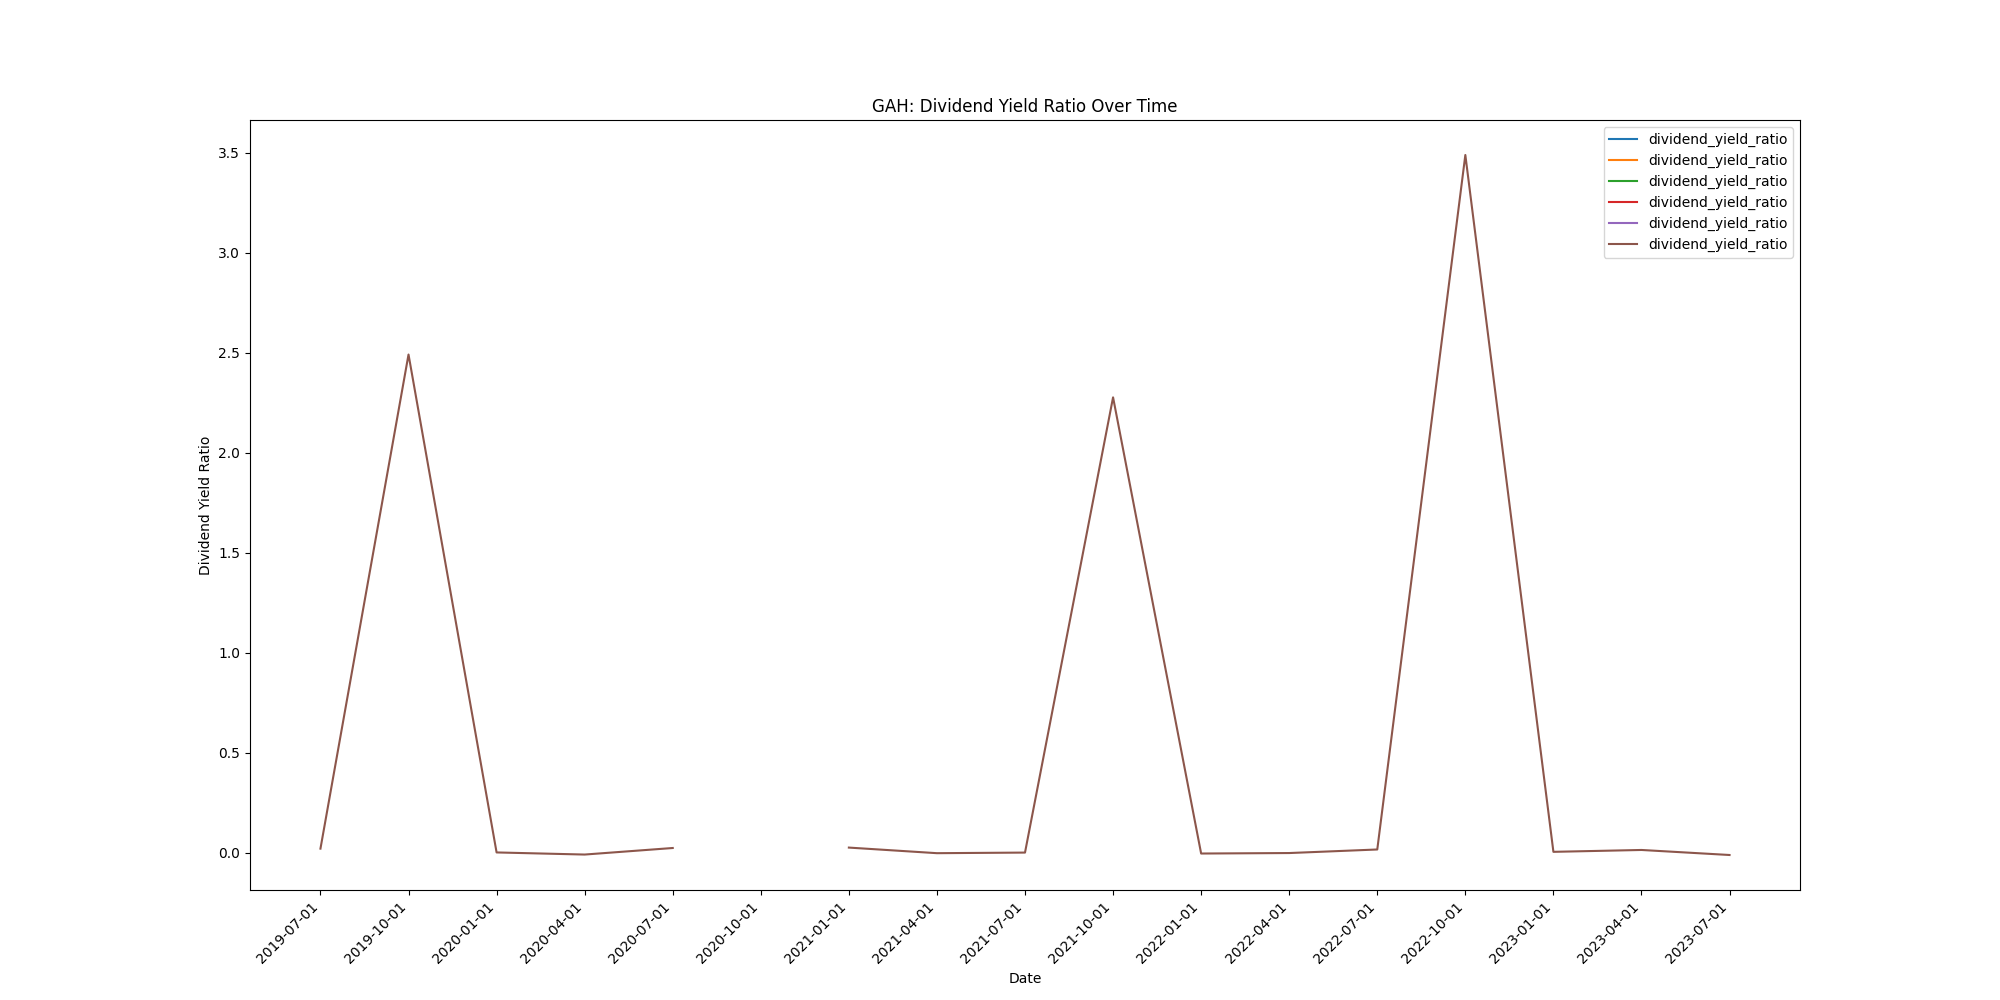 GAH: Dividend Yield Ratio Over Time
dividend_yield_ratio
dividend_yield_ratio
dividend_yield_ratio
dividend_yield_ratio
dividend_yield_ratio
dividend_yield_ratio
3.5
3.0
2.5
2.0
1.5
1.0
0.5
0.0
Dividend Yield Ratio
2019-07-01
2019-10-01
2020-01-01
2020-04-01
2020-07-01
2020-10-01
2021-01-01
2021-04-01
2021-07-01
2021-10-01
2022-01-01
2022-04-01
2022-07-01
2022-10-01
2023-01-01
2023-04-01
2023-07-01
Date